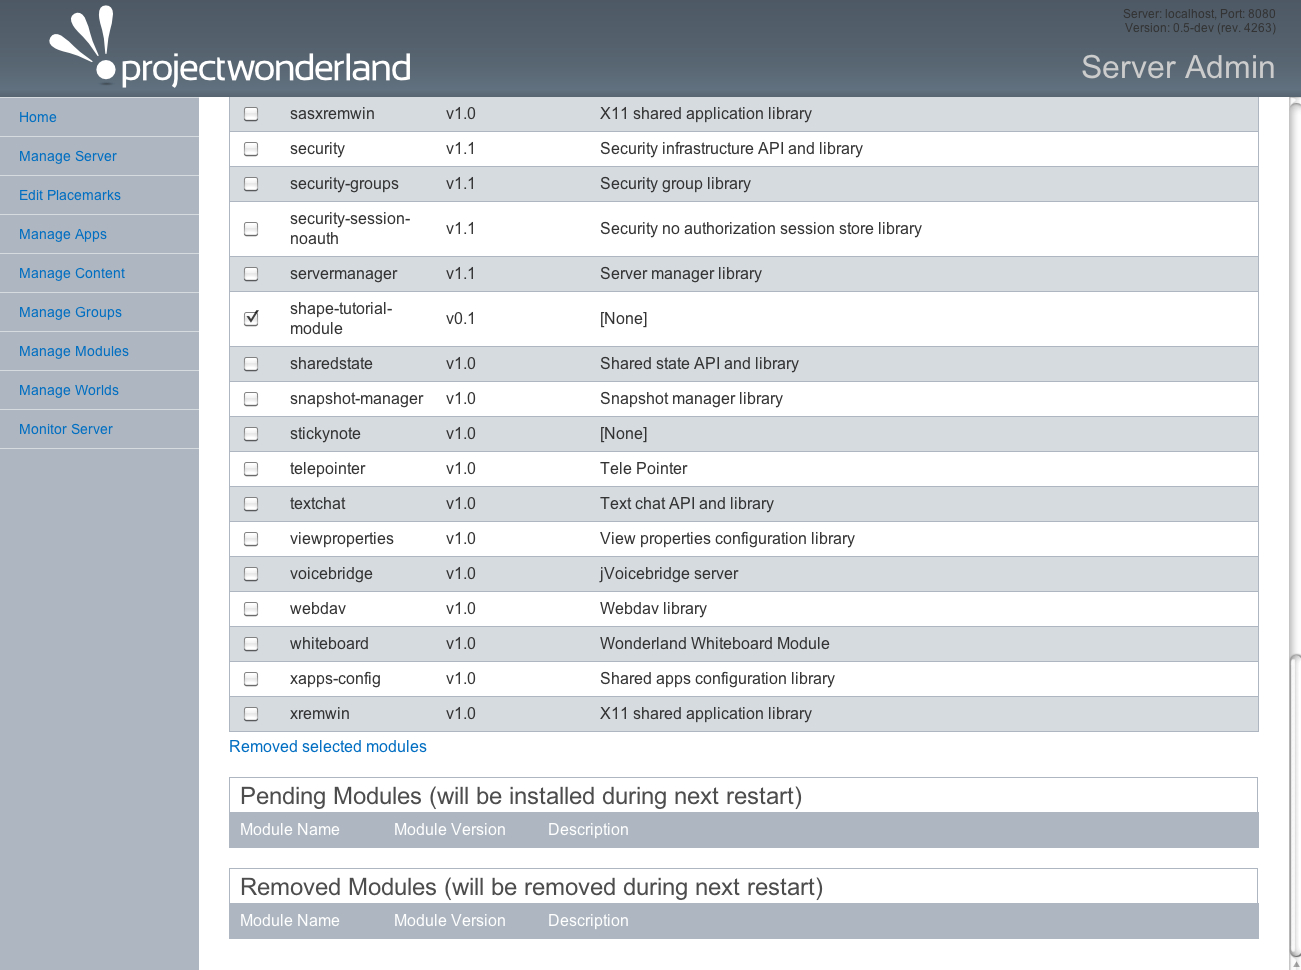 Server: localhost, Port: 8080
Version: 0.5-dev (rev. 4263)
projectwonderland
Server Admin
Home
Manage Server
Edit Placemarks
Manage Apps
Manage Content
Manage Groups
Manage Modules
Manage Worlds
Monitor Server
sasxremwin v1.0 X11 shared application library
security v1.1 Security infrastructure API and library
security-groups v1.1 Security group library
security-session-
noauth v1.1 Security no authorization session store library
servermanager v1.1 Server manager library
shape-tutorial-
module v0.1 [None]
sharedstate v1.0 Shared state API and library
snapshot-manager v1.0 Snapshot manager library
stickynote v1.0 [None]
telepointer v1.0 Tele Pointer
textchat v1.0 Text chat API and library
viewproperties v1.0 View properties configuration library
voicebridge v1.0 jVoicebridge server
webdav v1.0 Webdav library
whiteboard v1.0 Wonderland Whiteboard Module
xapps-config v1.0 Shared apps configuration library
xremwin v1.0 X11 shared application library
Removed selected modules
Pending Modules (will be installed during next restart)
Module Name Module Version Description
Removed Modules (will be removed during next restart)
Module Name Module Version Description